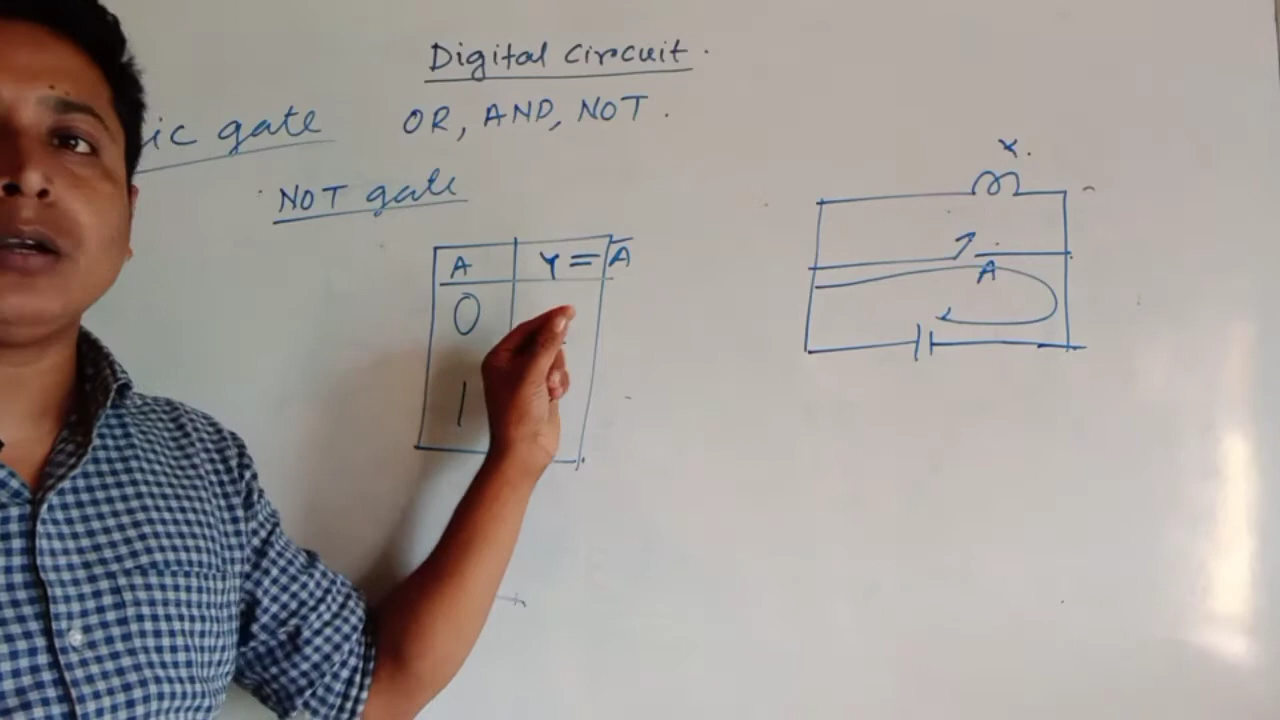 Digital Circuit.
ic gate OR, AND, NOT.
NOT gate
A Y = A̅
0
1
A